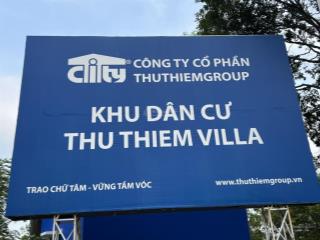 Clity
CÔNG TY CỔ PHẦN
THUTHIEMGROUP
KHU DÂN CƯ
THU THIEM VILLA
TRAO CHỮ TÂM - VỮNG TẦM VÓC
www.thuthiemgroup.vn